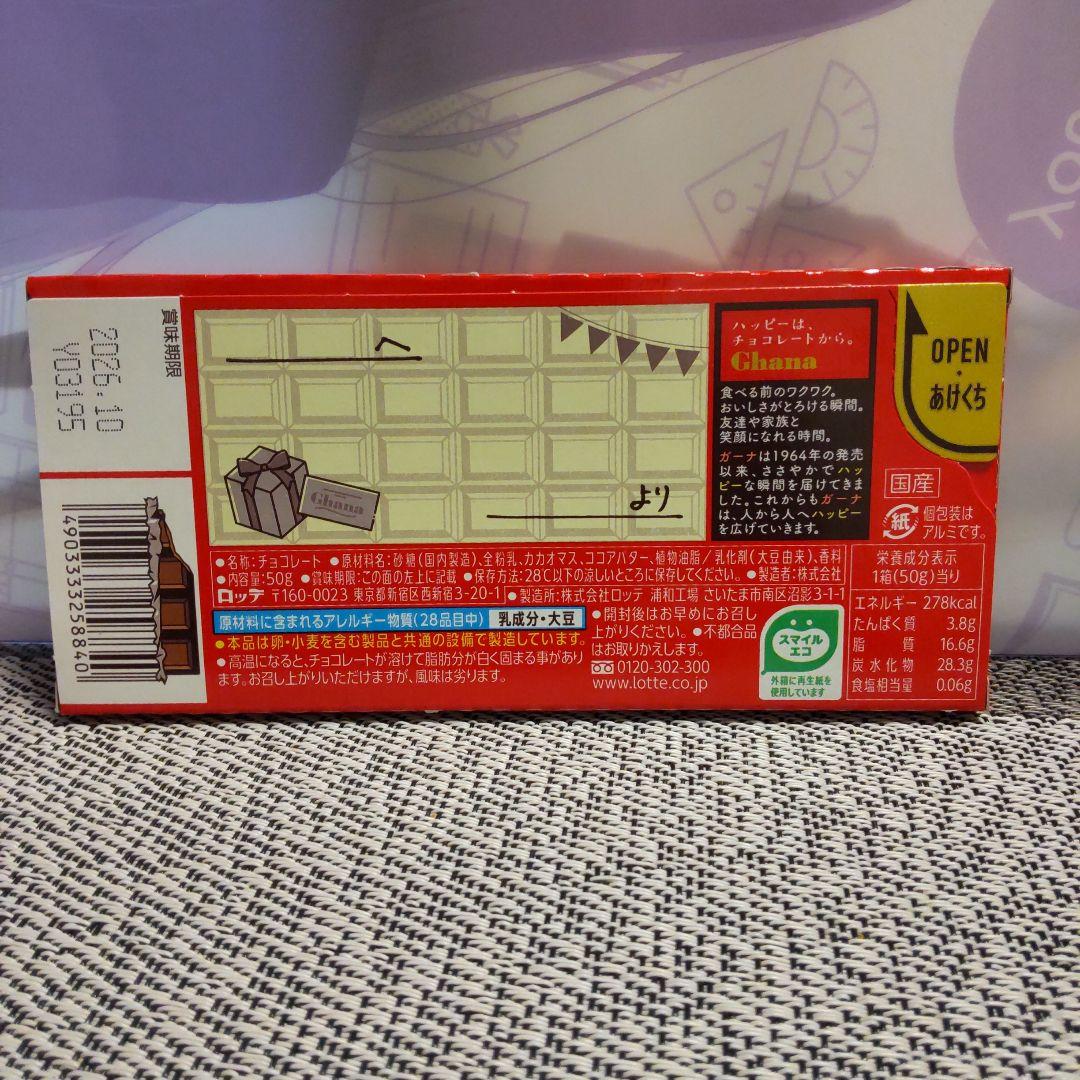 賞味期限
2026.10
Y03195
4903333258840
へ
Ghana
より
ハッピーは、
チョコレートから。
Ghana
食べる前のワクワク。
おいしさがとろける瞬間。
友達や家族と
笑顔になれる時間。
ガーナは1964年の発売
以来、ささやかでハッ
ピーな瞬間を届けてきま
した。これからもガーナ
は、人から人へハッピー
を広げていきます。
OPEN
・
あけくち
国産
紙 個包装は
アルミです。
●名称:チョコレート ●原材料名:砂糖(国内製造)、全粉乳、カカオマス、ココアバター、植物油脂/乳化剤(大豆由来)、香料
●内容量:50g ●賞味期限:この面の左上に記載 ●保存方法:28℃以下の涼しいところに保存してください。 ●製造者:株式会社
ロッテ 〒160-0023 東京都新宿区西新宿3-20-1 ●製造所:株式会社ロッテ 浦和工場 さいたま市南区沼影3-1-1
原材料に含まれるアレルギー物質(28品目中) 乳成分・大豆
●本品は卵・小麦を含む製品と共通の設備で製造しています。
●高温になると、チョコレートが溶けて脂肪分が白く固まる事があり
ます。お召し上がりいただけますが、風味は劣ります。
●開封後はお早めにお召し
上がりください。 ●不都合品
はお取りかえします。
0120-302-300
www.lotte.co.jp
スマイル
エコ
外箱に再生紙を
使用しています
栄養成分表示
1箱(50g)当り
エネルギー 278kcal
たんぱく質 3.8g
脂質 16.6g
炭水化物 28.3g
食塩相当量 0.06g